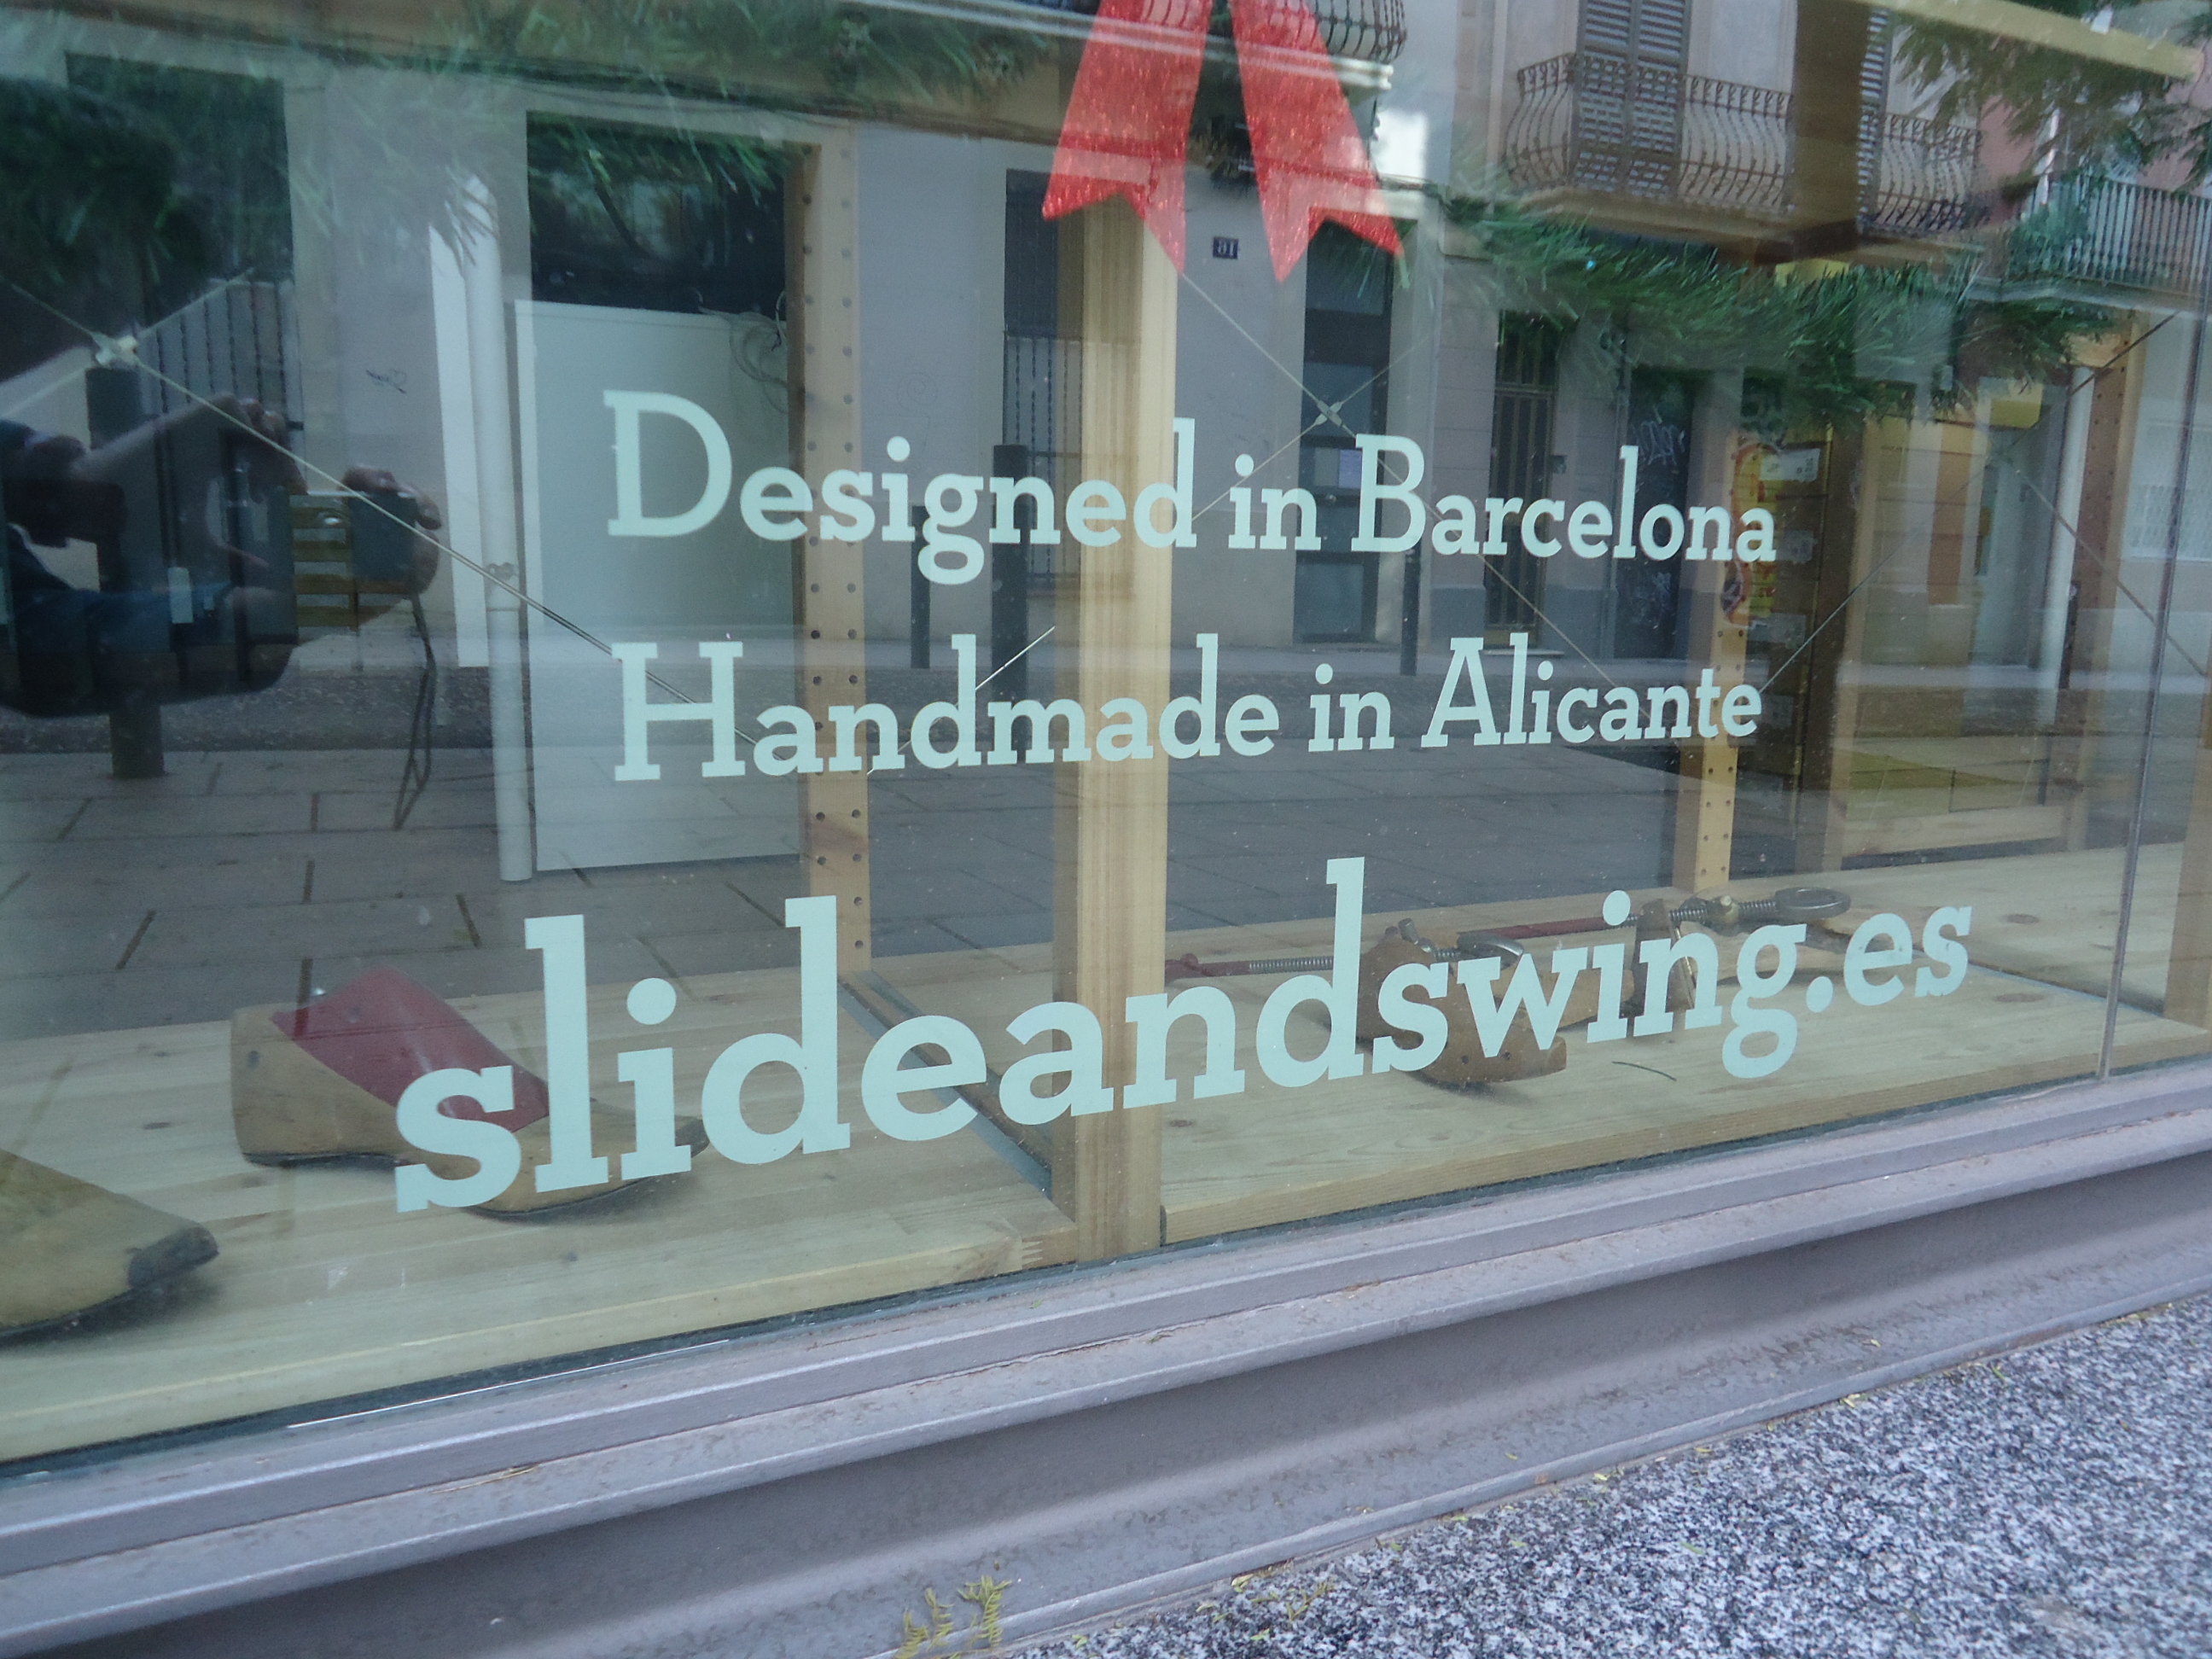 Designed in Barcelona
Handmade in Alicante
slideandswing.es